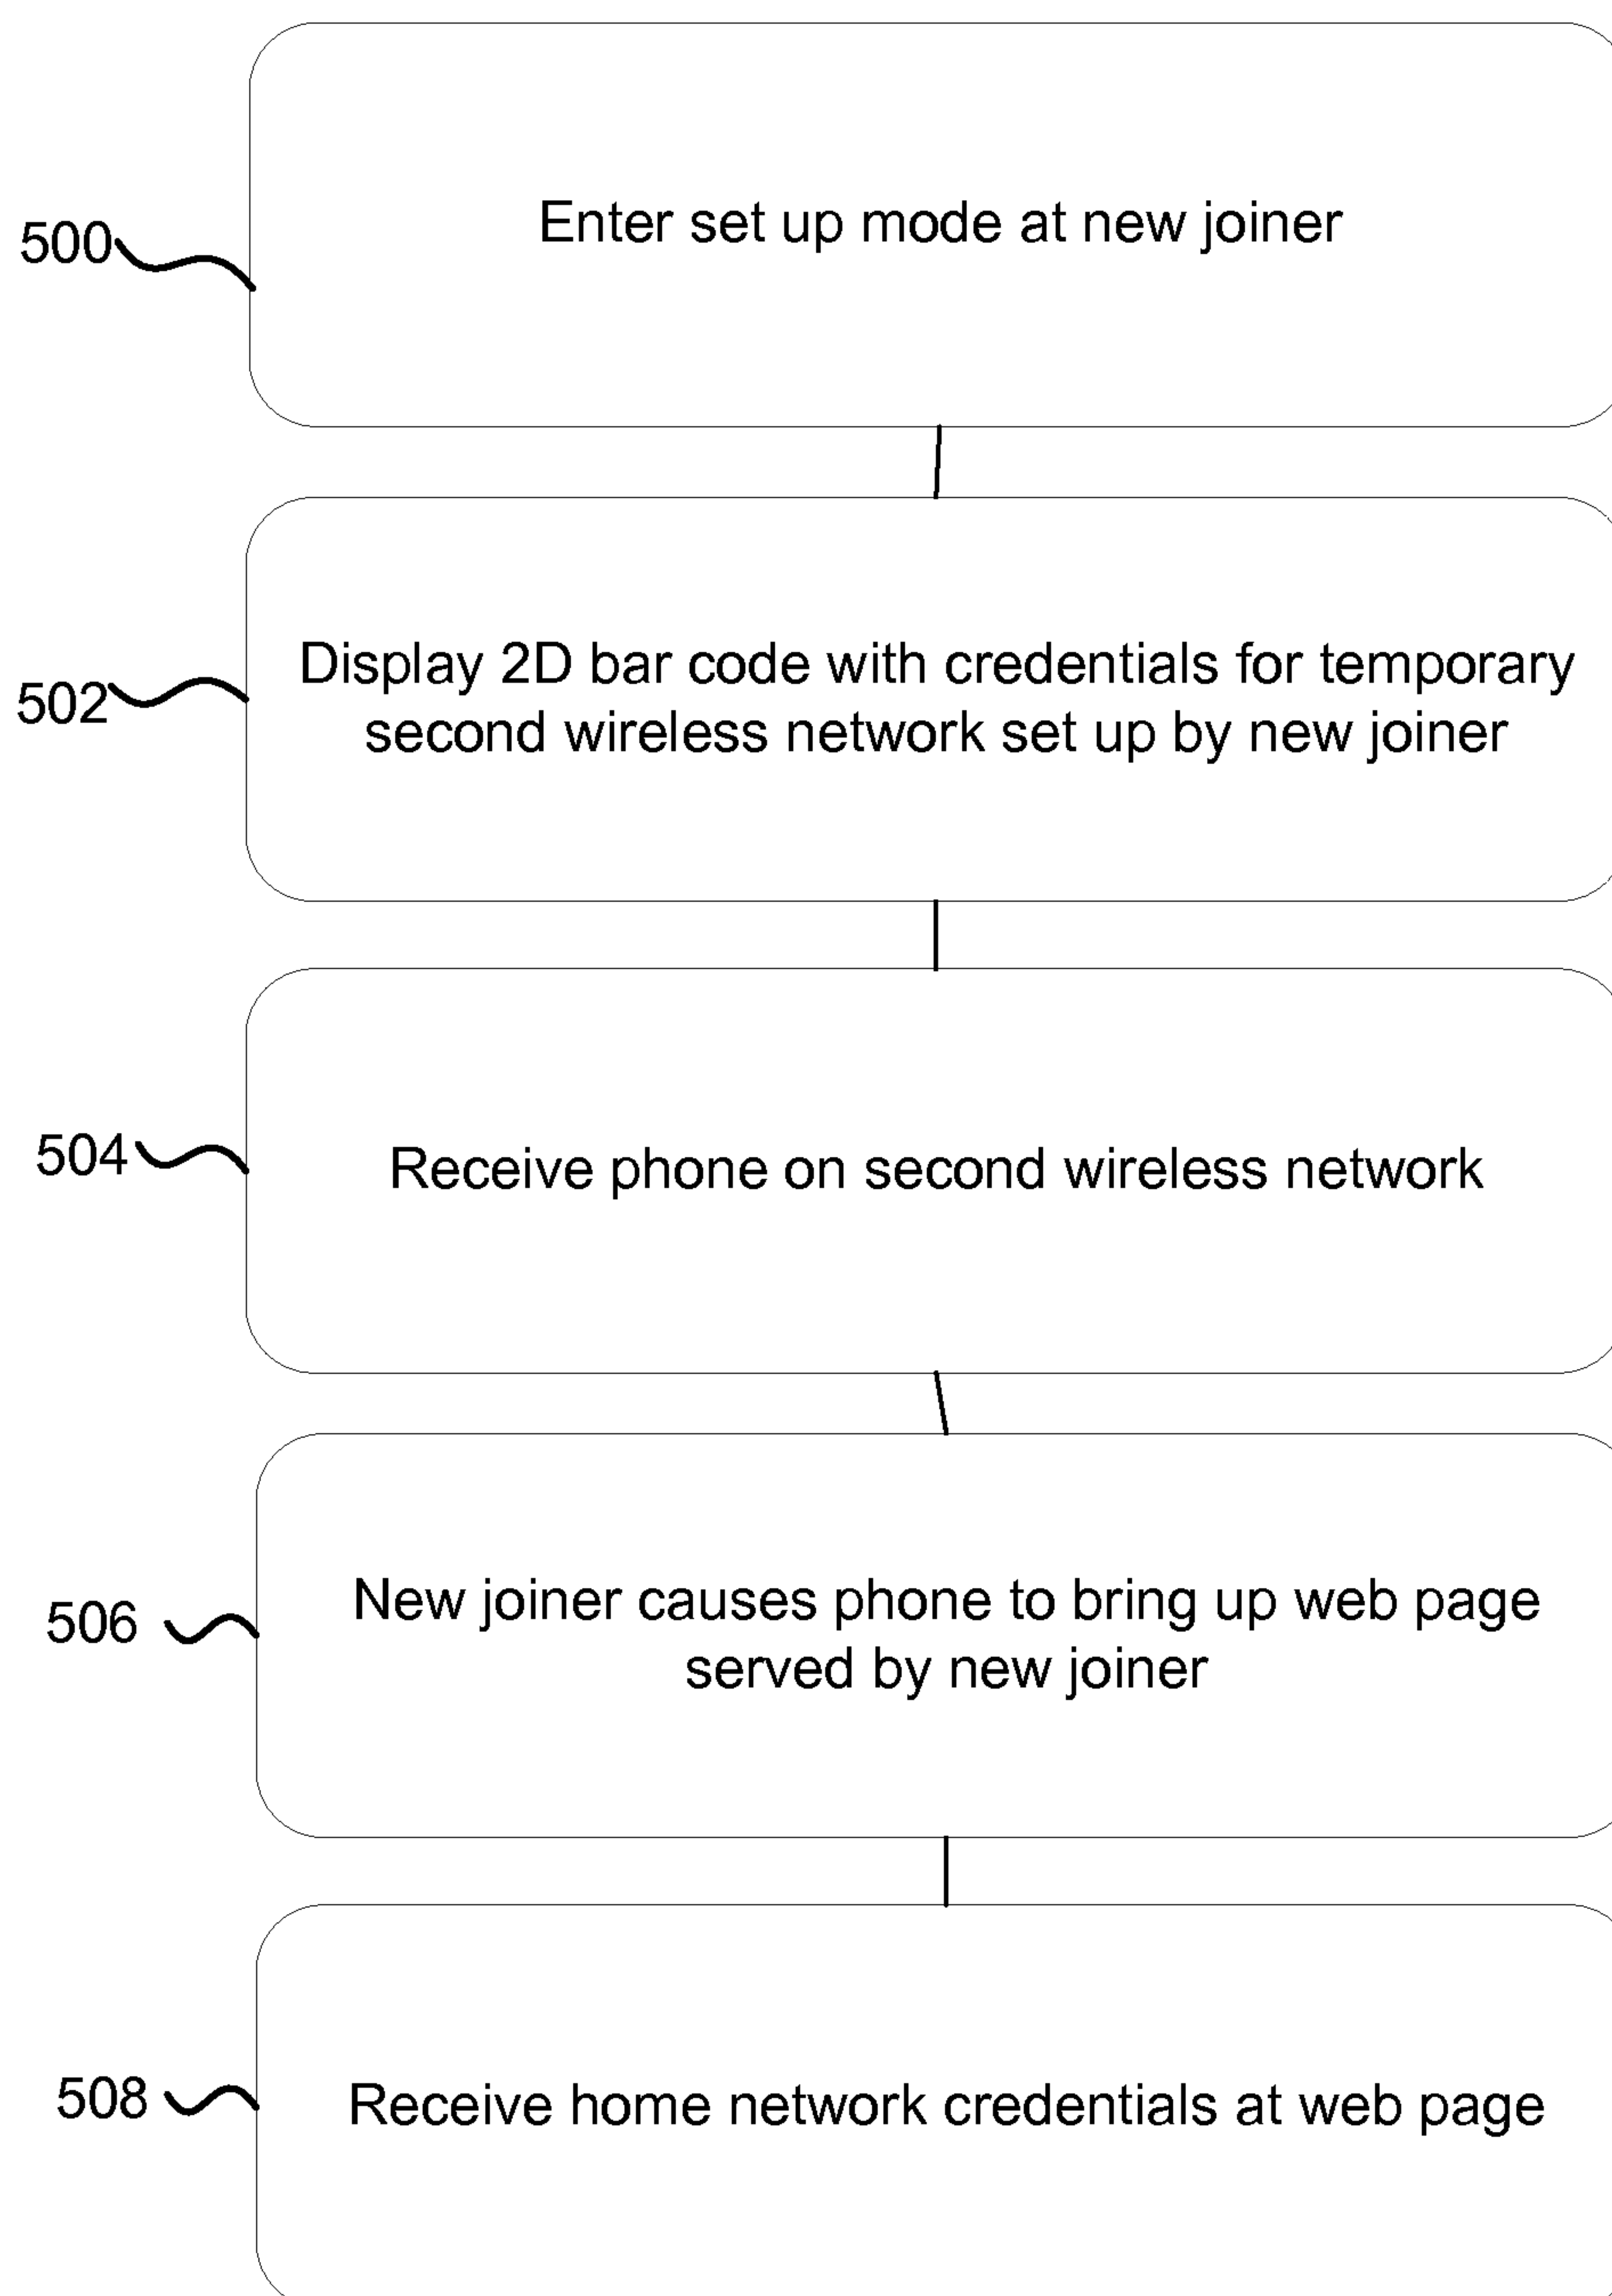 500
Enter set up mode at new joiner
502
Display 2D bar code with credentials for temporary
second wireless network set up by new joiner
504
Receive phone on second wireless network
506
New joiner causes phone to bring up web page
served by new joiner
508
Receive home network credentials at web page